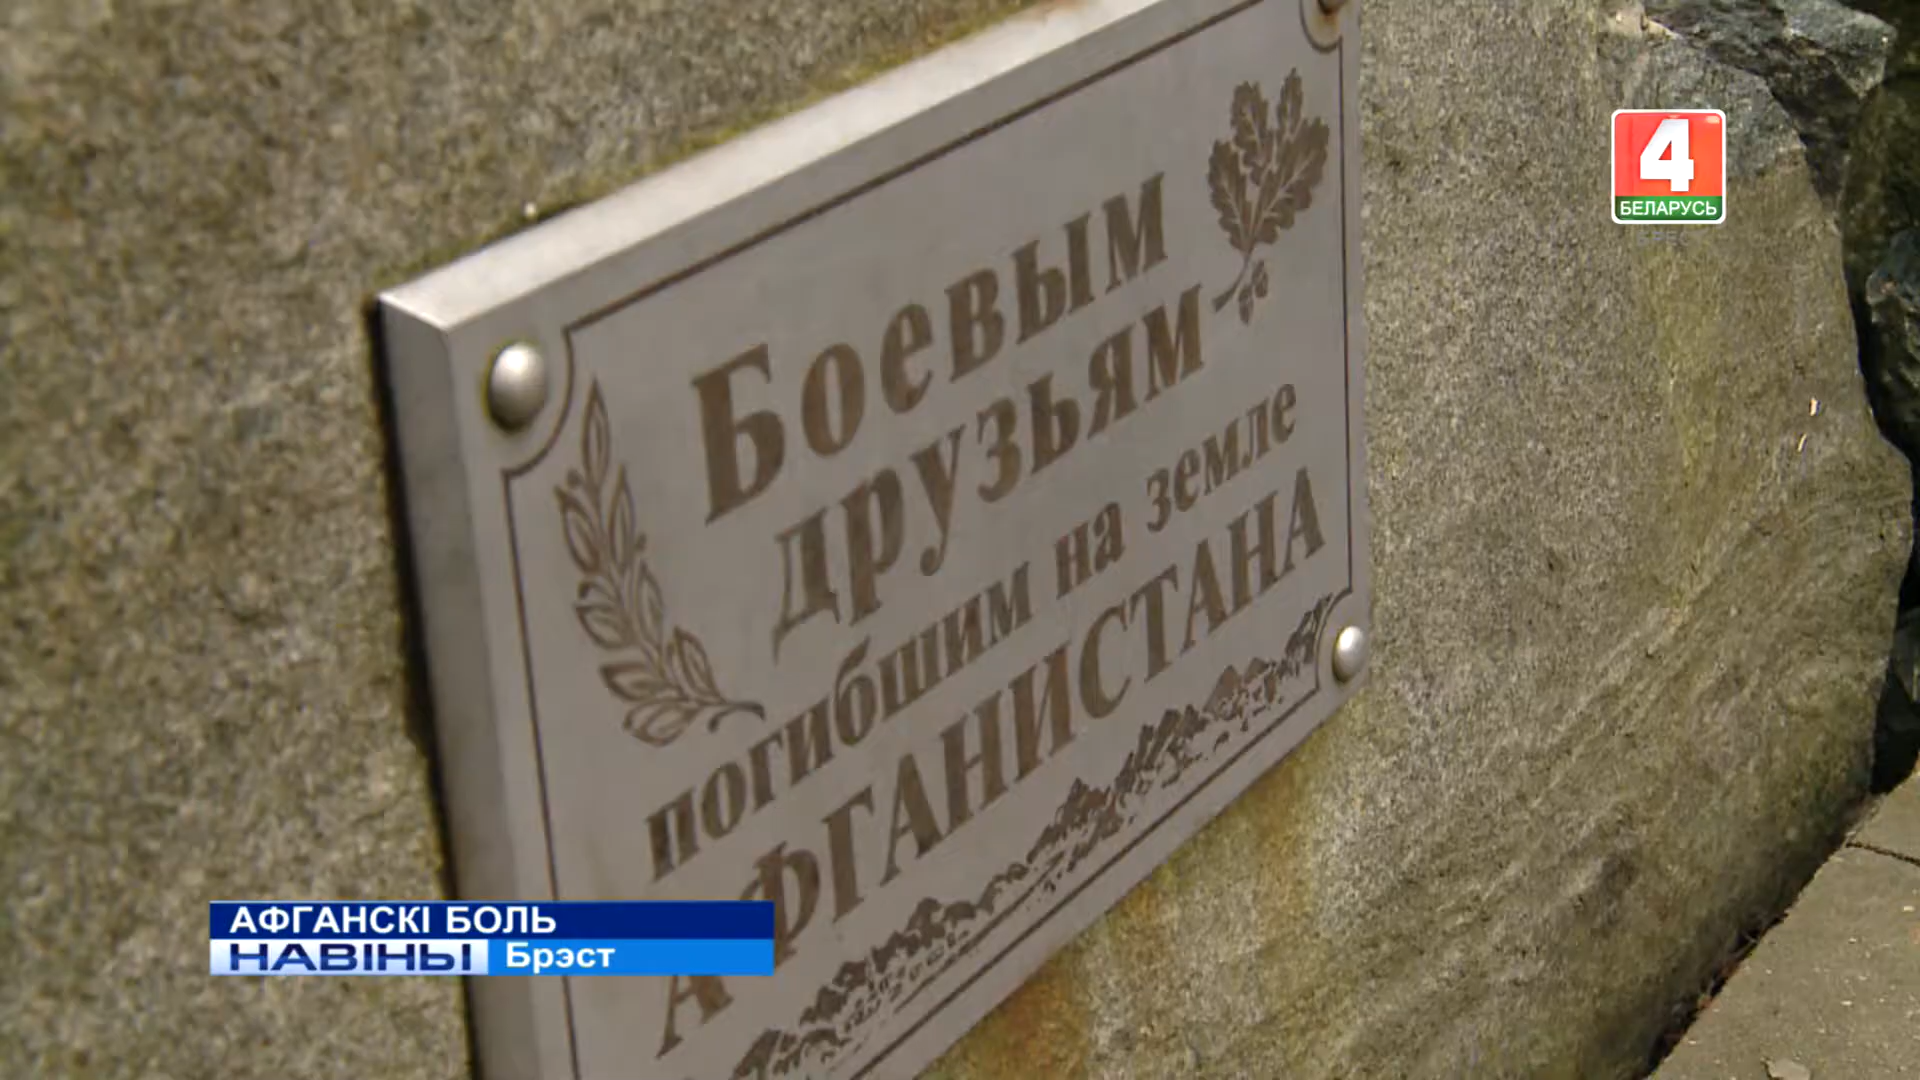 4
БЕЛАРУСЬ
Боевым
друзьям
погибшим на земле
АФГАНИСТАНА
АФГАНСКІ БОЛЬ
НАВІНЫ Брэст